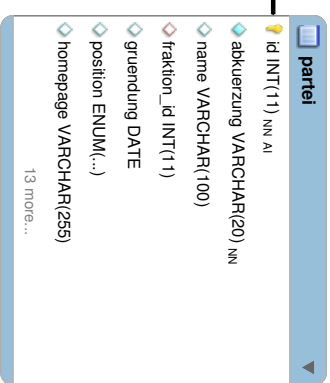 partei
id INT(11) NN AI
abkuerzung VARCHAR(20) NN
name VARCHAR(100)
fraktion_id INT(11)
gruendung DATE
position ENUM(...)
homepage VARCHAR(255)
13 more...